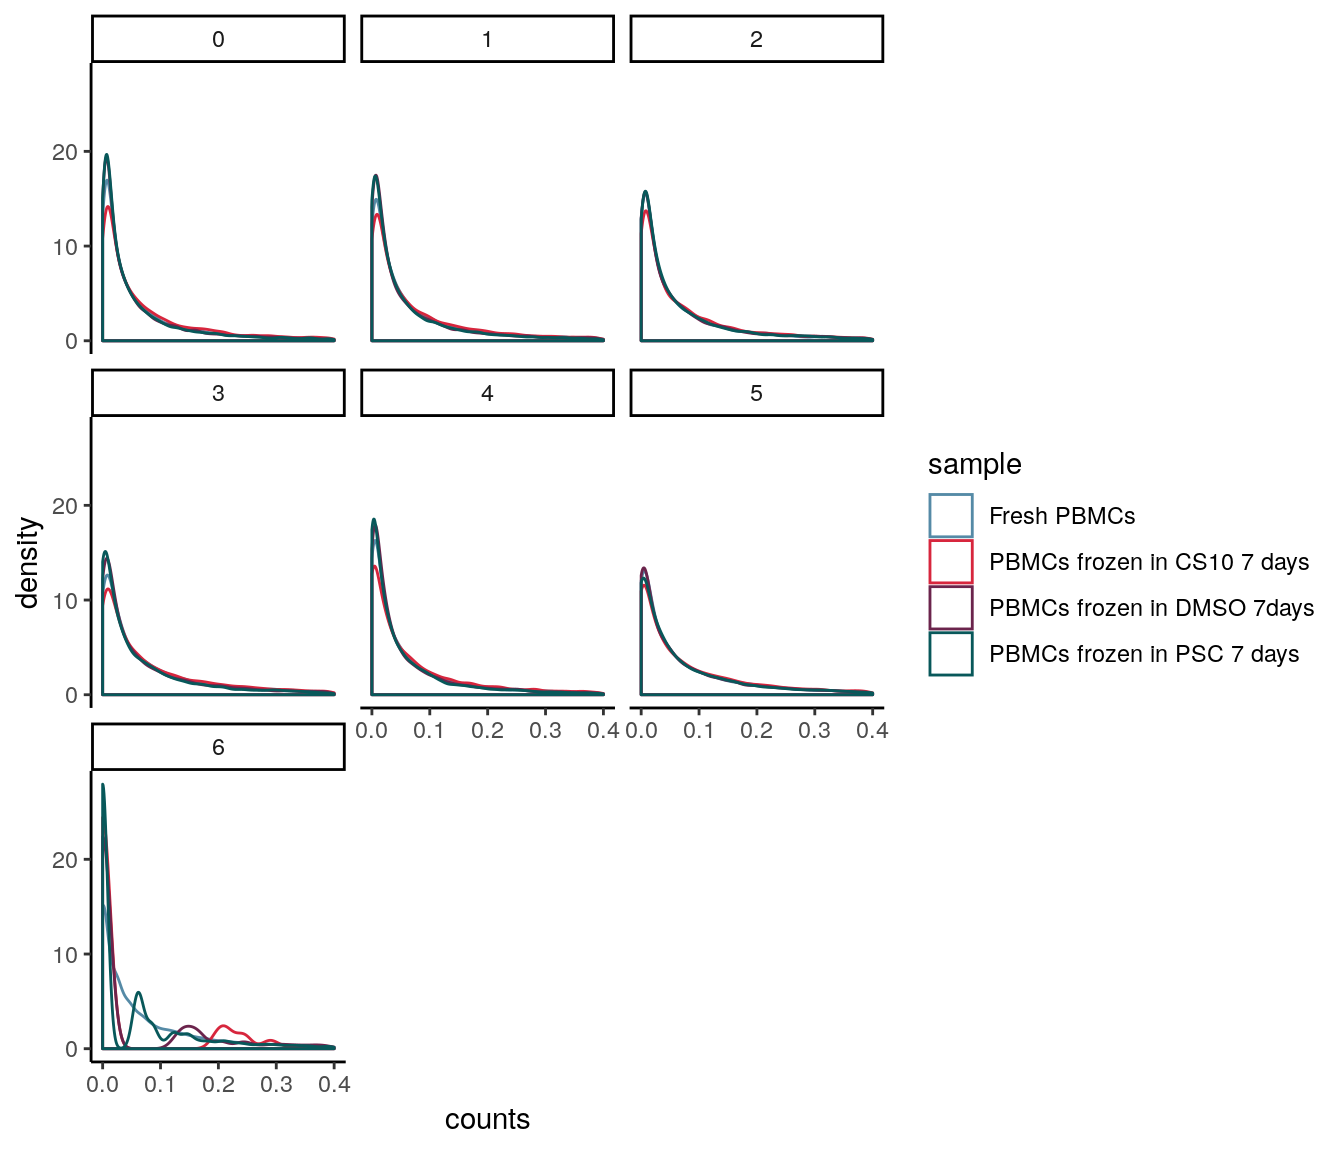 0 1 2
20
10
0
3 4 5
20
10
0
0.0 0.1 0.2 0.3 0.4 0.0 0.1 0.2 0.3 0.4
6
20
10
0
0.0 0.1 0.2 0.3 0.4
counts
density
sample
Fresh PBMCs
PBMCs frozen in CS10 7 days
PBMCs frozen in DMSO 7days
PBMCs frozen in PSC 7 days